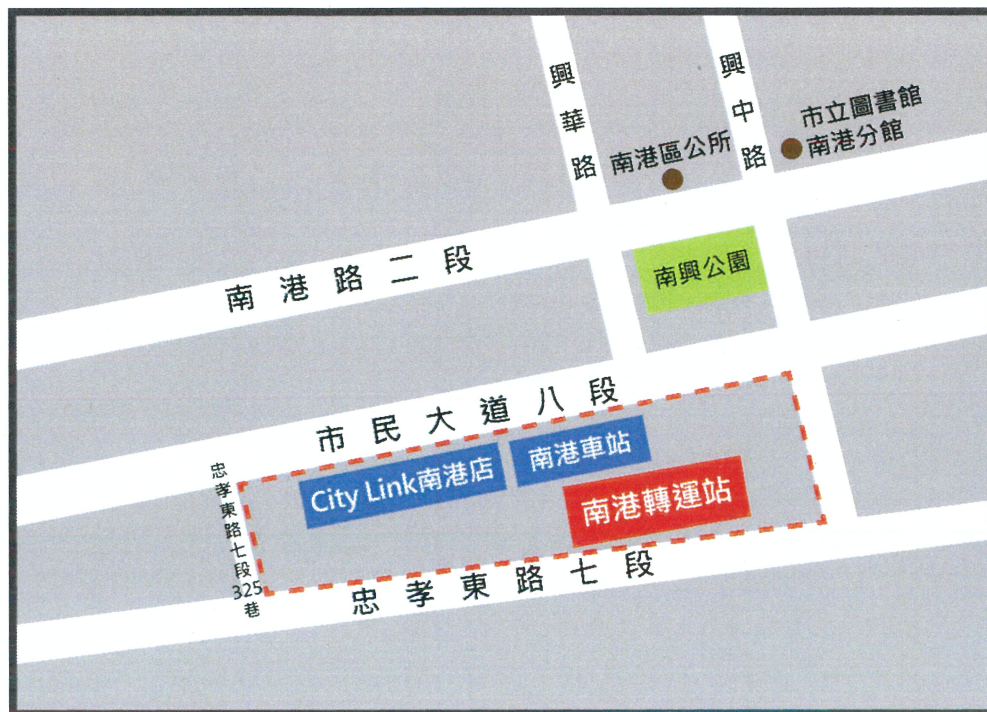 興華路
興中路
市立圖書館
南港分館
南港區公所
南港路二段
南興公園
市民大道八段
City Link南港店
南港車站
南港轉運站
忠孝東路七段325巷
忠孝東路七段